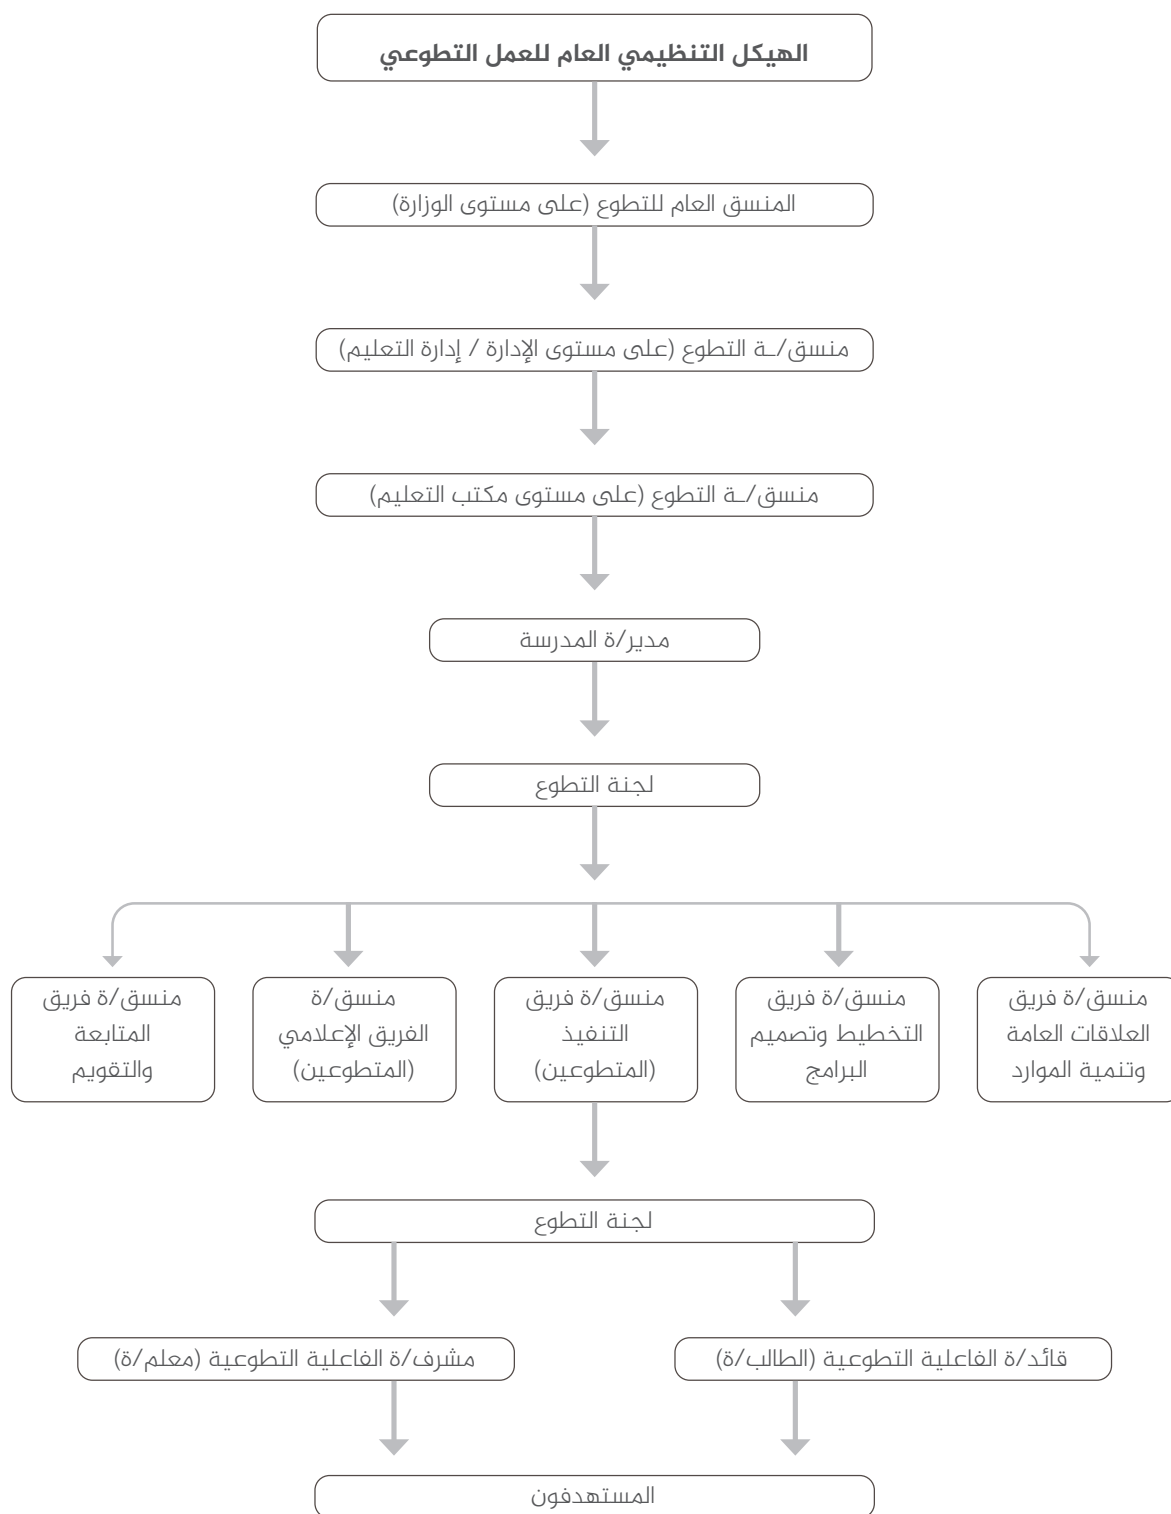 الهيكل التنظيمي العام للعمل التطوعي
المنسق العام للتطوع (على مستوى الوزارة)
منسق/ـة التطوع (على مستوى الإدارة / إدارة التعليم)
منسق/ـة التطوع (على مستوى مكتب التعليم)
مدير/ة المدرسة
لجنة التطوع
منسق/ة فريق
العلاقات العامة
وتنمية الموارد
منسق/ة فريق
التخطيط وتصميم
البرامج
منسق/ة فريق
التنفيذ
(المتطوعين)
منسق/ة
الفريق الإعلامي
(المتطوعين)
منسق/ة فريق
المتابعة
والتقويم
لجنة التطوع
قائد/ة الفاعلية التطوعية (الطالب/ة)
مشرف/ة الفاعلية التطوعية (معلم/ة)
المستهدفون